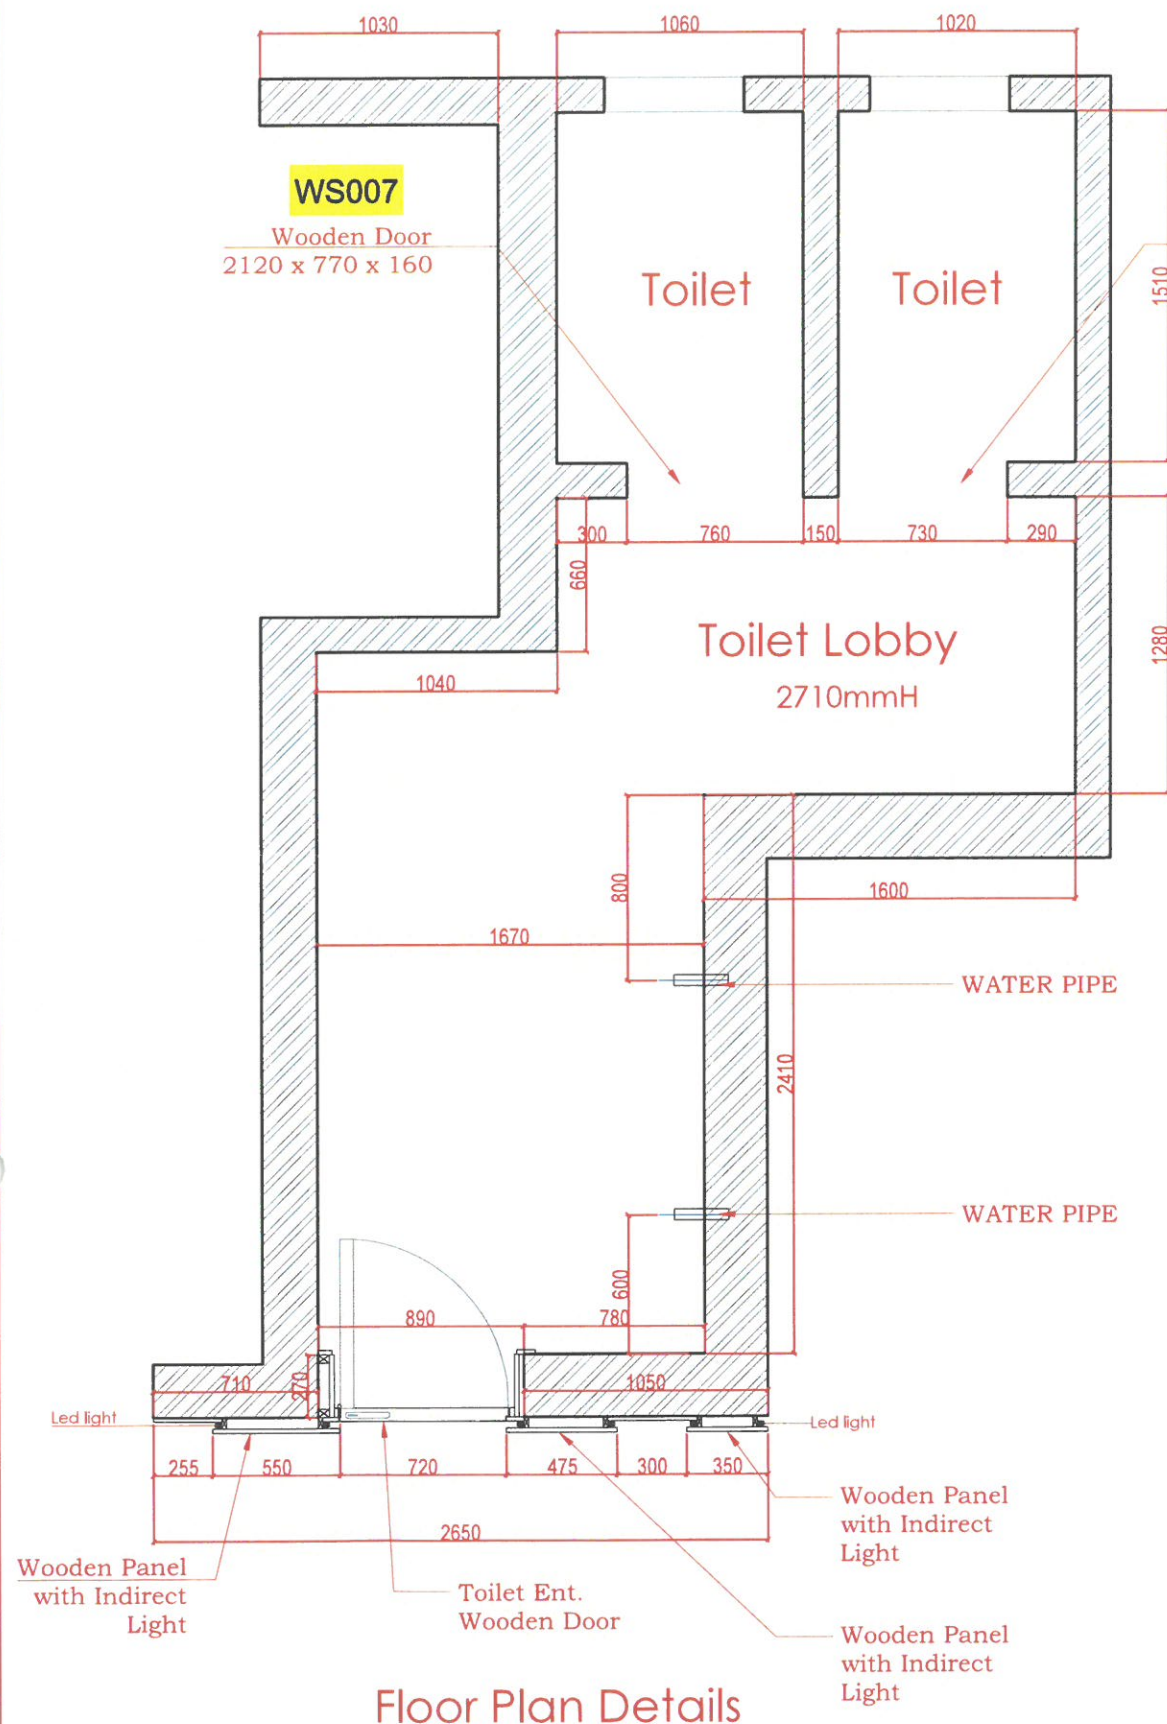 1030
1060
1020
WS007
Wooden Door
2120 x 770 x 160
Toilet
Toilet
1510
300
760
150
730
290
660
Toilet Lobby
2710mmH
1280
1040
800
1600
1670
WATER PIPE
2410
WATER PIPE
600
890
780
710
270
1050
Led light
Led light
255
550
720
475
300
350
2650
Wooden Panel
with Indirect
Light
Wooden Panel
with Indirect
Light
Toilet Ent.
Wooden Door
Wooden Panel
with Indirect
Light
Floor Plan Details